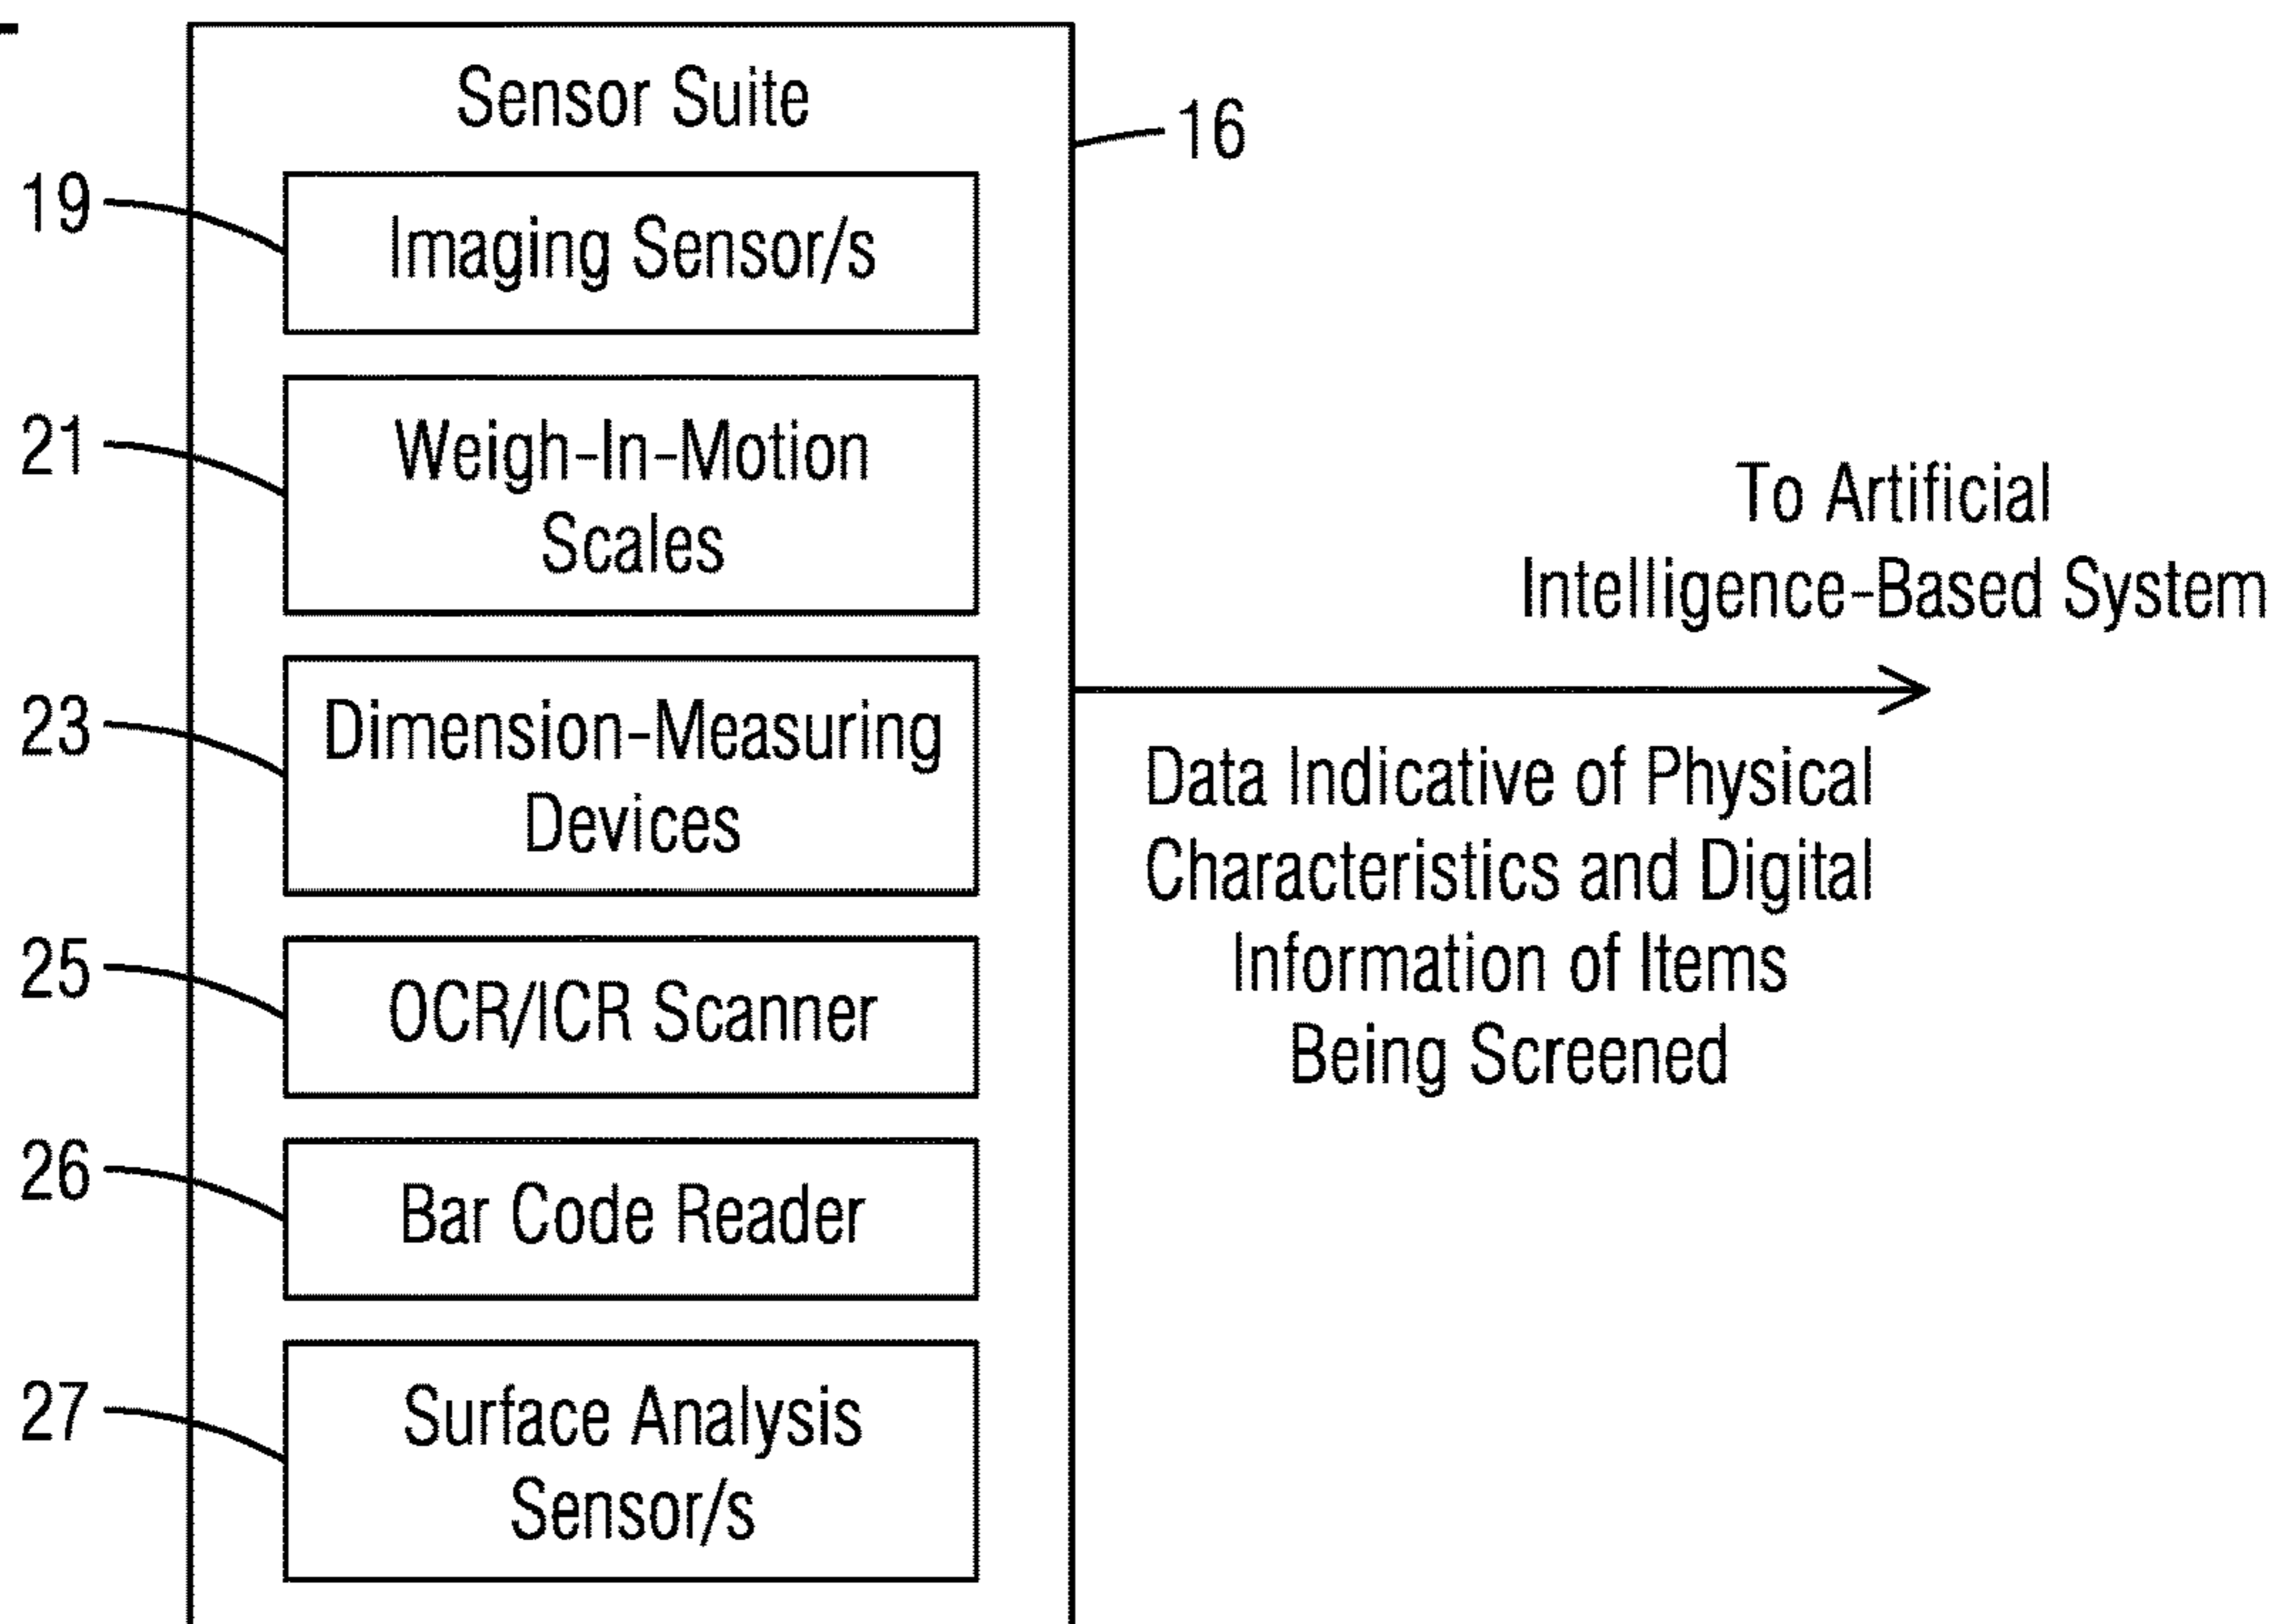 Sensor Suite
16
19
Imaging Sensor/s
21
Weigh-In-Motion
Scales
23
Dimension-Measuring
Devices
25
OCR/ICR Scanner
26
Bar Code Reader
27
Surface Analysis
Sensor/s
To Artificial
Intelligence-Based System
Data Indicative of Physical
Characteristics and Digital
Information of Items
Being Screened